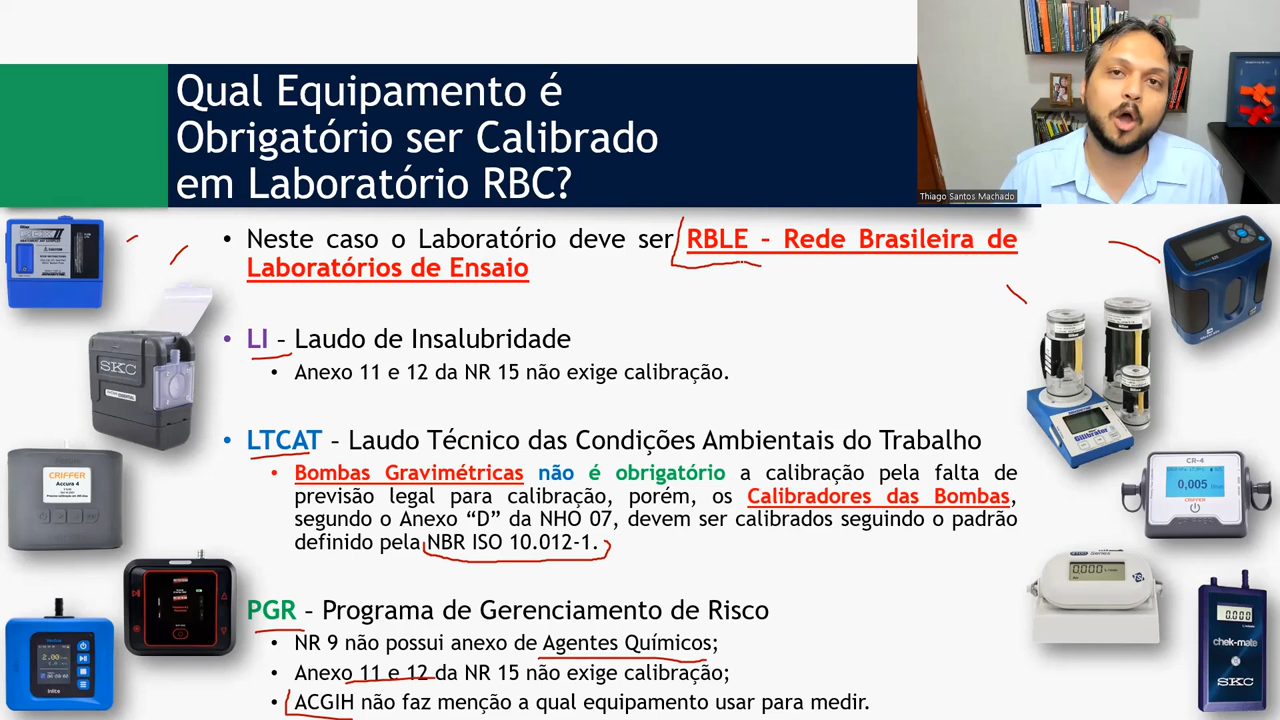 Qual Equipamento é
Obrigatório ser Calibrado
em Laboratório RBC?
Thiago Santos Machado
• Neste caso o Laboratório deve ser RBLE – Rede Brasileira de
Laboratórios de Ensaio
• LI – Laudo de Insalubridade
• Anexo 11 e 12 da NR 15 não exige calibração.
• LTCAT – Laudo Técnico das Condições Ambientais do Trabalho
• Bombas Gravimétricas não é obrigatório a calibração pela falta de
previsão legal para calibração, porém, os Calibradores das Bombas,
segundo o Anexo “D” da NHO 07, devem ser calibrados seguindo o padrão
definido pela NBR ISO 10.012-1.
PGR – Programa de Gerenciamento de Risco
• NR 9 não possui anexo de Agentes Químicos;
• Anexo 11 e 12 da NR 15 não exige calibração;
• ACGIH não faz menção a qual equipamento usar para medir.
SKC
CRIFFER
Accura 4
2.00
Inlite
Gilibrator
CR-4
0,005
CRIFFER
Series
0.000
0.000
chek-mate
SKC